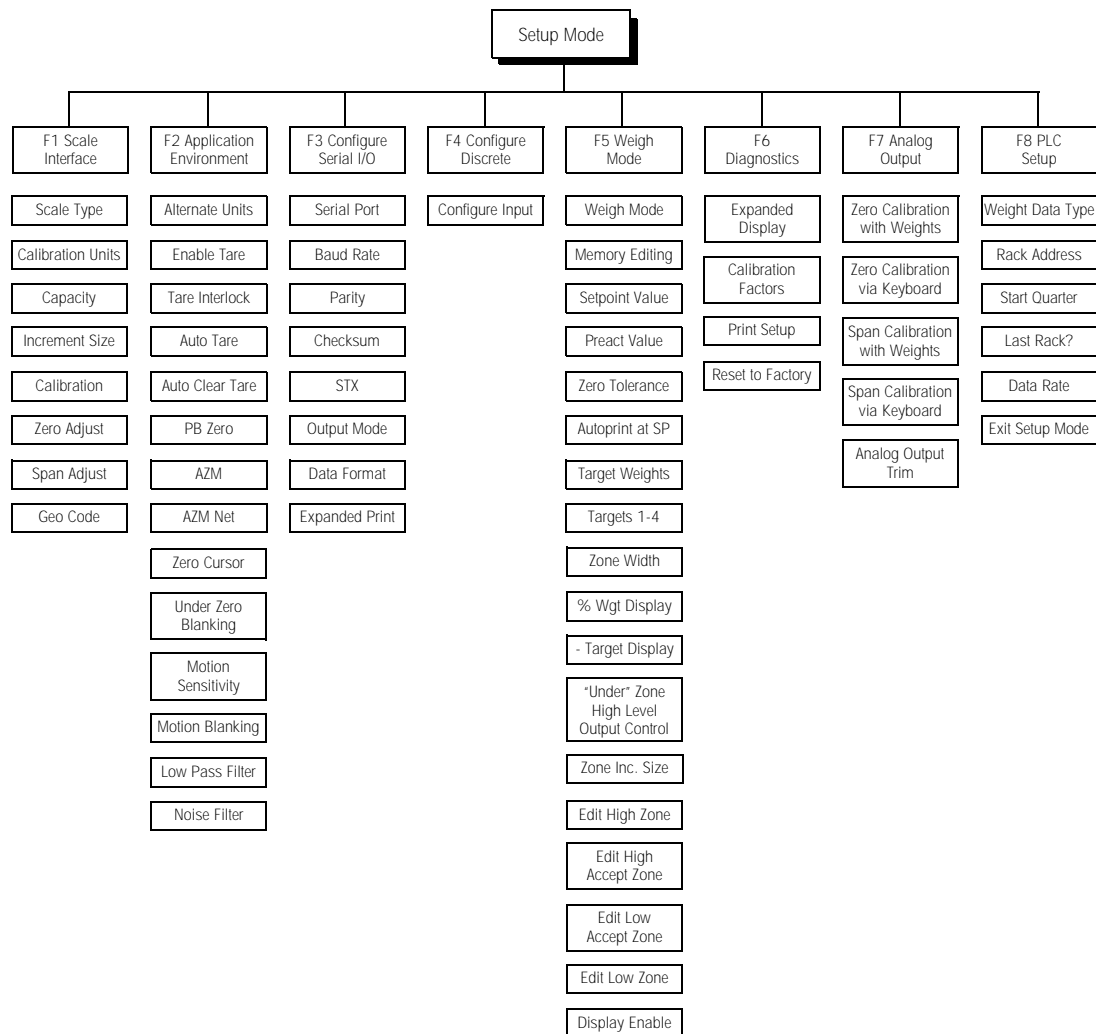 Setup Mode
F1 Scale
Interface
Scale Type
Calibration Units
Capacity
Increment Size
Calibration
Zero Adjust
Span Adjust
Geo Code
F2 Application
Environment
Alternate Units
Enable Tare
Tare Interlock
Auto Tare
Auto Clear Tare
PB Zero
AZM
AZM Net
Zero Cursor
Under Zero
Blanking
Motion
Sensitivity
Motion Blanking
Low Pass Filter
Noise Filter
F3 Configure
Serial I/O
Serial Port
Baud Rate
Parity
Checksum
STX
Output Mode
Data Format
Expanded Print
F4 Configure
Discrete
Configure Input
F5 Weigh
Mode
Weigh Mode
Memory Editing
Setpoint Value
Preact Value
Zero Tolerance
Autoprint at SP
Target Weights
Targets 1-4
Zone Width
% Wgt Display
- Target Display
"Under" Zone
High Level
Output Control
Zone Inc. Size
Edit High Zone
Edit High
Accept Zone
Edit Low
Accept Zone
Edit Low Zone
Display Enable
F6
Diagnostics
Expanded
Display
Calibration
Factors
Print Setup
Reset to Factory
F7 Analog
Output
Zero Calibration
with Weights
Zero Calibration
via Keyboard
Span Calibration
with Weights
Span Calibration
via Keyboard
Analog Output
Trim
F8 PLC
Setup
Weight Data Type
Rack Address
Start Quarter
Last Rack?
Data Rate
Exit Setup Mode